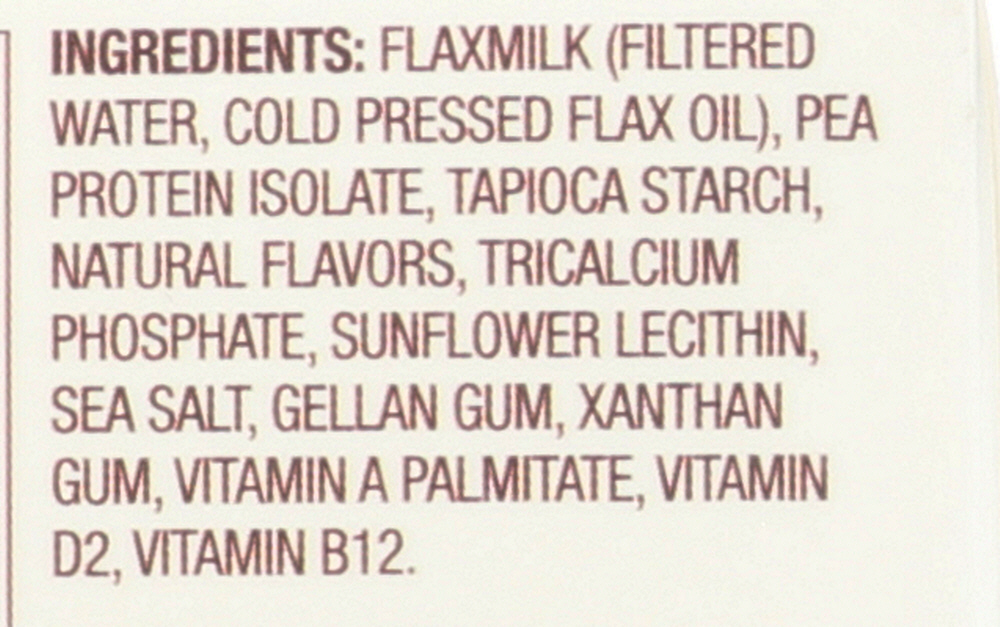 INGREDIENTS: FLAXMILK (FILTERED
WATER, COLD PRESSED FLAX OIL), PEA
PROTEIN ISOLATE, TAPIOCA STARCH,
NATURAL FLAVORS, TRICALCIUM
PHOSPHATE, SUNFLOWER LECITHIN,
SEA SALT, GELLAN GUM, XANTHAN
GUM, VITAMIN A PALMITATE, VITAMIN
D2, VITAMIN B12.